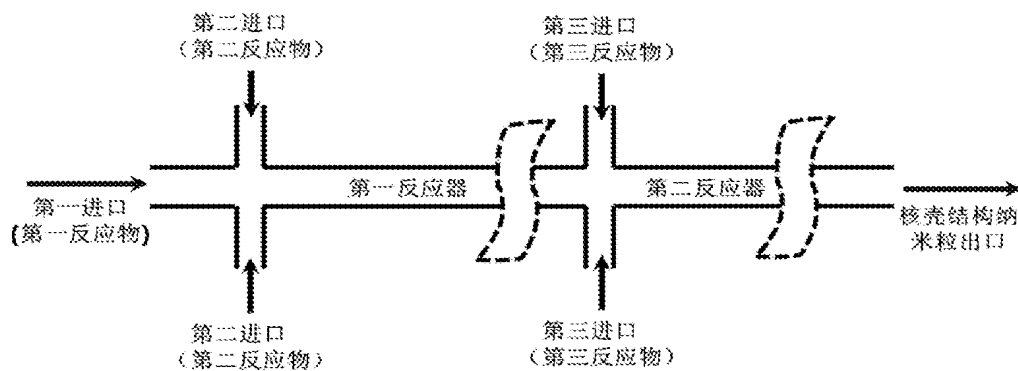 第二进口
（第二反应物）
第三进口
（第三反应物）
第一反应器
第二反应器
第一进口
(第一反应物)
核壳结构纳
米粒出口
第二进口
（第二反应物）
第三进口
（第三反应物）